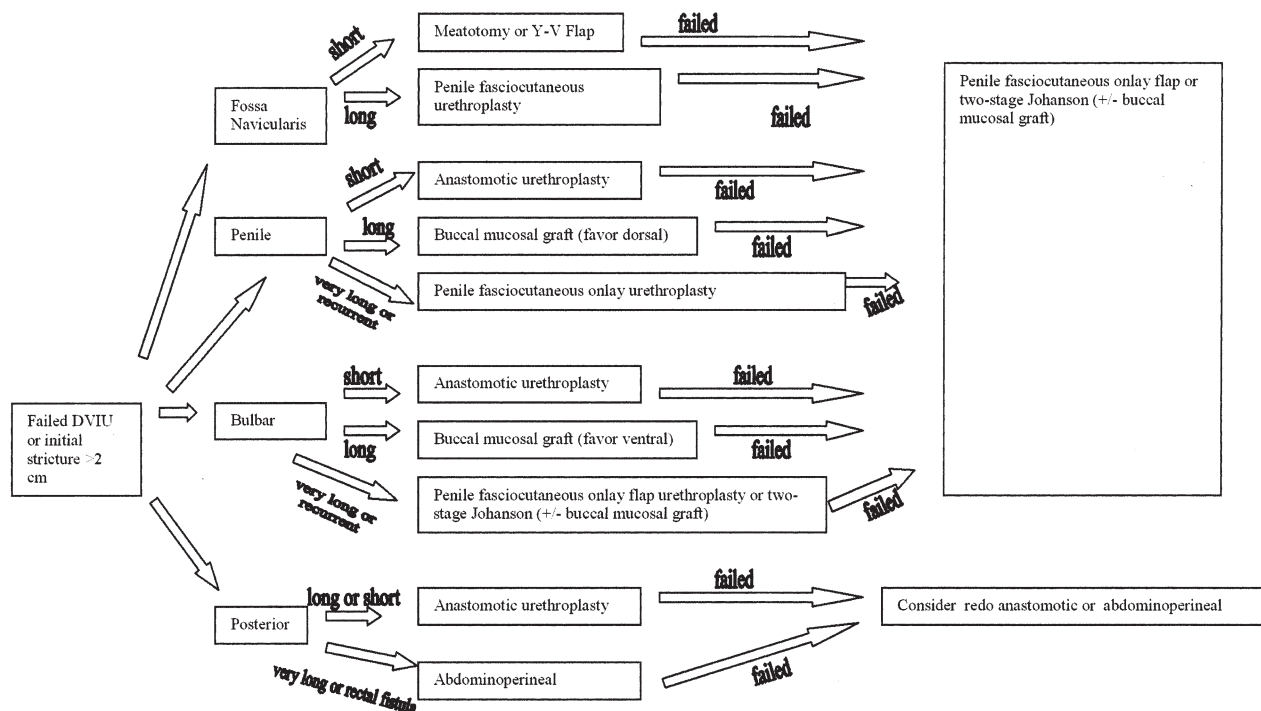 Failed DVIU
or initial
stricture >2
cm
Fossa
Navicularis
short
Meatotomy or Y-V Flap
failed
long
Penile fasciocutaneous
urethroplasty
failed
Penile
short
Anastomotic urethroplasty
failed
long
Buccal mucosal graft (favor dorsal)
failed
very long or
recurrent
Penile fasciocutaneous onlay urethroplasty
failed
Bulbar
short
Anastomotic urethroplasty
failed
long
Buccal mucosal graft (favor ventral)
failed
very long or
recurrent
Penile fasciocutaneous onlay flap urethroplasty or two-
stage Johanson (+/- buccal mucosal graft)
failed
Penile fasciocutaneous onlay flap or
two-stage Johanson (+/- buccal
mucosal graft)
Posterior
long or short
Anastomotic urethroplasty
failed
very long or rectal fistula
Abdominoperineal
failed
Consider redo anastomotic or abdominoperineal